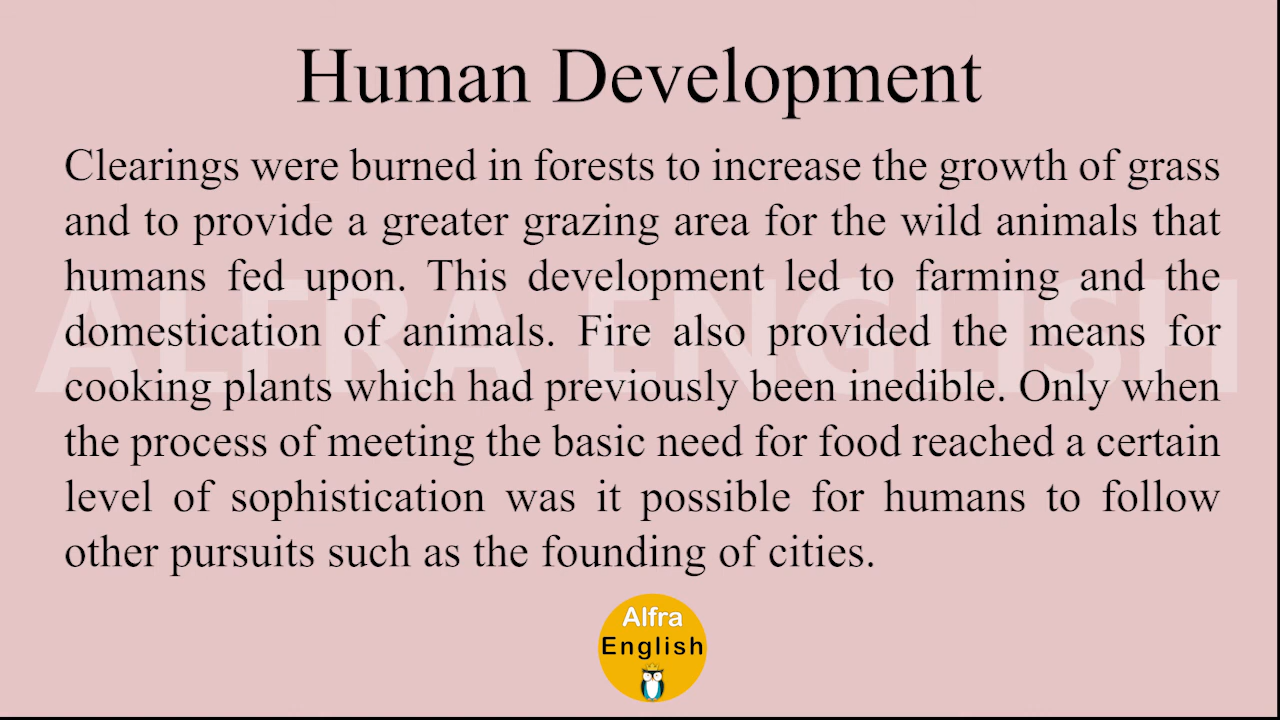 Human Development
Clearings were burned in forests to increase the growth of grass
and to provide a greater grazing area for the wild animals that
humans fed upon. This development led to farming and the
domestication of animals. Fire also provided the means for
cooking plants which had previously been inedible. Only when
the process of meeting the basic need for food reached a certain
level of sophistication was it possible for humans to follow
other pursuits such as the founding of cities.
ALFRA ENGLISH
Alfra
English